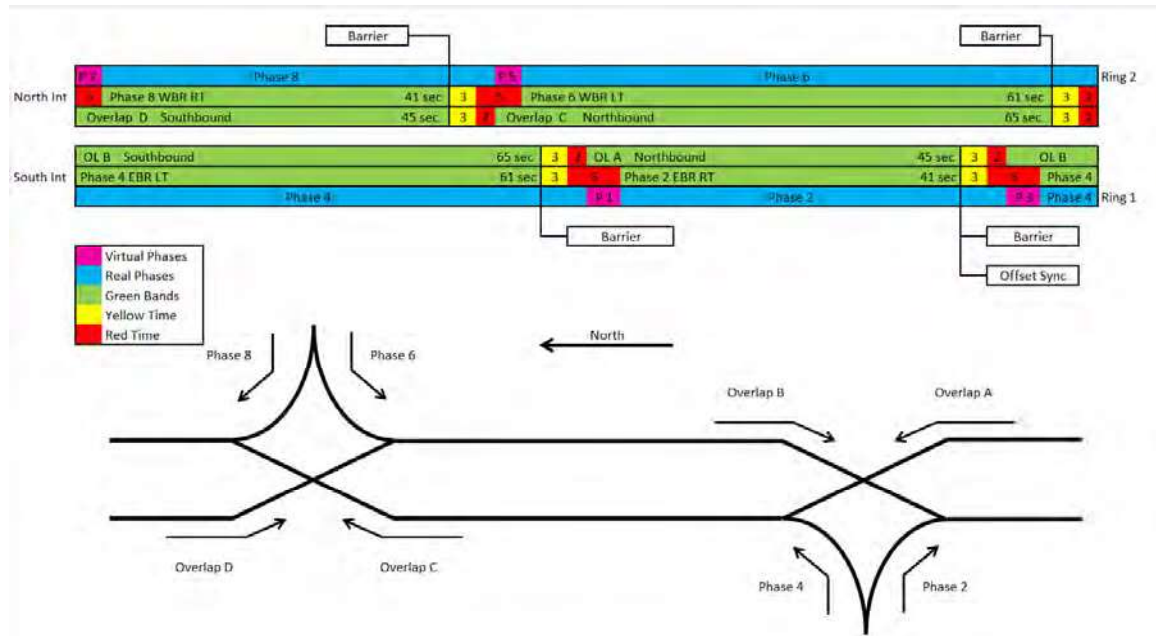 Barrier
Barrier
P 7 Phase 8 P 5 Phase 6 Ring 2
North Int Phase 8 WBR RT 41 sec 3 Phase 6 WBR LT 61 sec 3
Overlap D Southbound 45 sec 3 2 Overlap C Northbound 65 sec 3 2
OL B Southbound 65 sec 3 2 OL A Northbound 45 sec 3 2 OL B
South Int Phase 4 EBR LT 61 sec 3 Phase 2 EBR RT 41 sec 3 Phase 4
Phase 4 P 1 Phase 2 P 3 Phase 4 Ring 1
Barrier
Barrier
Offset Sync
Virtual Phases
Real Phases
Green Bands
Yellow Time
Red Time
North
Phase 8
Phase 6
Overlap B
Overlap A
Overlap D
Overlap C
Phase 4
Phase 2